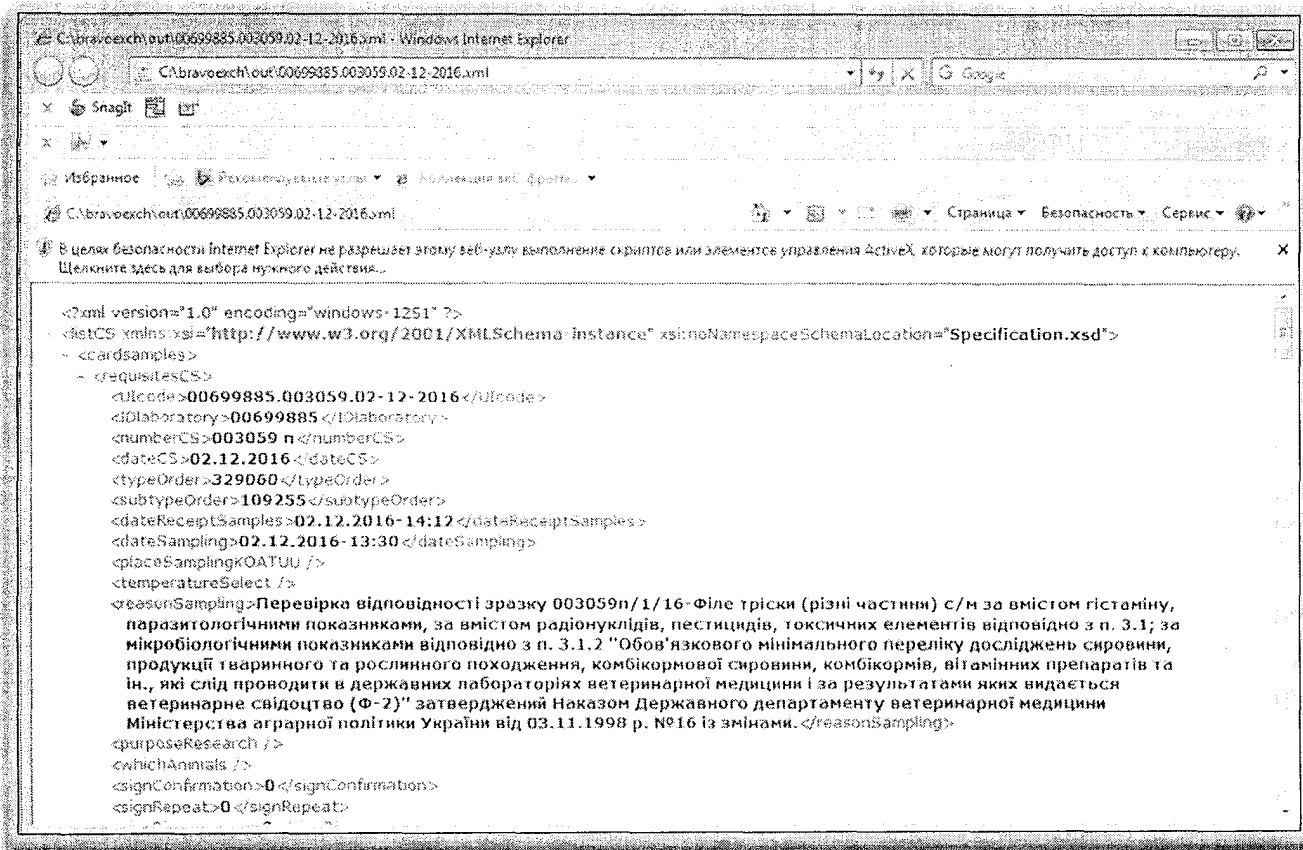 C:\bravoexch\out\00699885.003059.02-12-2016.xml - Windows Internet Explorer
C:\bravoexch\out\00699885.003059.02-12-2016.xml
Google
x SnagIt
x
Избранное Рекомендуемые узлы Коллекция веб-фрагм...
C:\bravoexch\out\00699885.003059.02-12-2016.xml Страница Безопасность Сервис
В целях безопасности Internet Explorer не разрешает этому веб-узлу выполнение скриптов или элементов управления ActiveX, которые могут получить доступ к компьютеру.
Щелкните здесь для выбора нужного действия...
<?xml version="1.0" encoding="windows-1251" ?>
- <listCS xmlns:xsi="http://www.w3.org/2001/XMLSchema-instance" xsi:noNamespaceSchemaLocation="Specification.xsd">
- <cardsamples>
- <requisitesCS>
<UIcode>00699885.003059.02-12-2016</UIcode>
<IDlaboratory>00699885</IDlaboratory>
<numberCS>003059 п</numberCS>
<dateCS>02.12.2016</dateCS>
<typeOrder>329060</typeOrder>
<subtypeOrder>109255</subtypeOrder>
<dateReceiptSamples>02.12.2016-14:12</dateReceiptSamples>
<dateSampling>02.12.2016-13:30</dateSampling>
<placeSamplingKOATUU />
<temperatureSelect />
<reasonSampling>Перевірка відповідності зразку 003059п/1/16-Філе тріски (різні частини) с/м за вмістом гістаміну,
паразитологічними показниками, за вмістом радіонуклідів, пестицидів, токсичних елементів відповідно з п. 3.1; за
мікробіологічними показниками відповідно з п. 3.1.2 "Обов'язкового мінімального переліку досліджень сировини,
продукції тваринного та рослинного походження, комбікормової сировини, комбікормів, вітамінних препаратів та
ін., які слід проводити в державних лабораторіях ветеринарної медицини і за результатами яких видається
ветеринарне свідоцтво (Ф-2)" затверджений Наказом Державного департаменту ветеринарної медицини
Міністерства аграрної політики України від 03.11.1998 р. №16 із змінами.</reasonSampling>
<purposeResearch />
<whichAnimals />
<signConfirmation>0</signConfirmation>
<signRepeat>0</signRepeat>